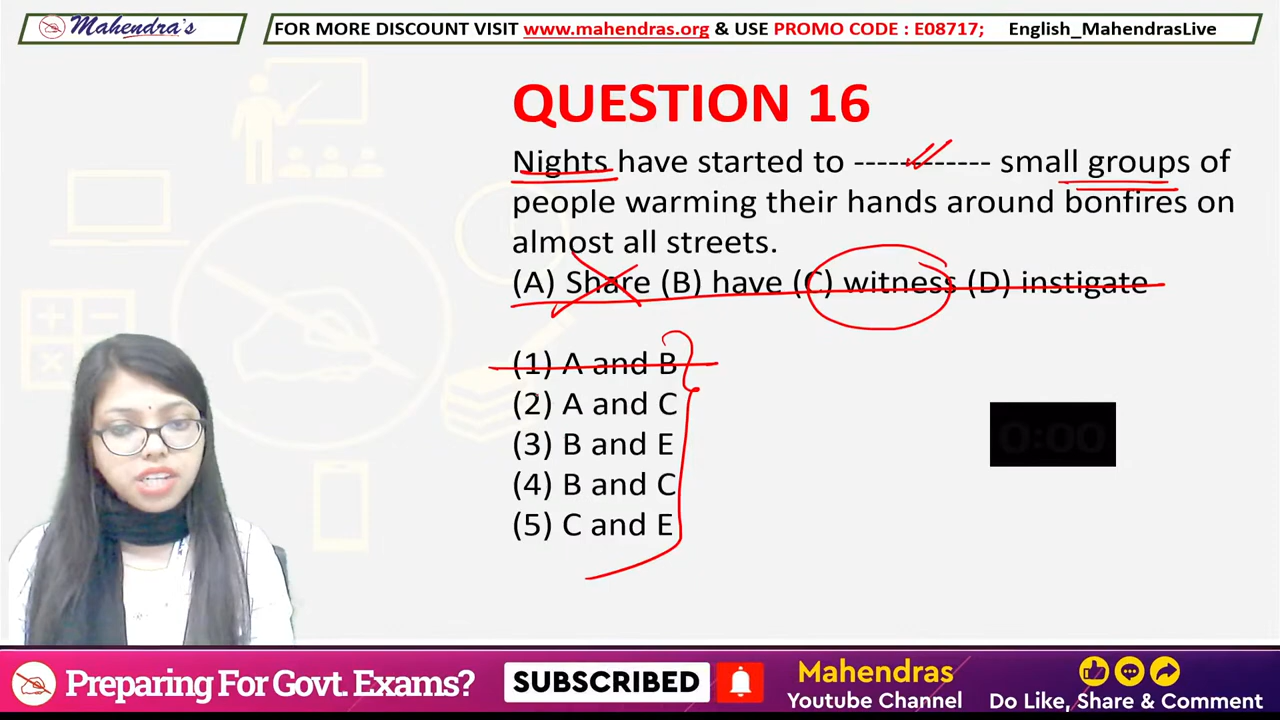 Mahendra's
FOR MORE DISCOUNT VISIT www.mahendras.org & USE PROMO CODE : E08717; English_MahendrasLive
QUESTION 16
Nights have started to ------------ small groups of
people warming their hands around bonfires on
almost all streets.
(A) Share (B) have (C) witness (D) instigate
(1) A and B
(2) A and C
(3) B and E
(4) B and C
(5) C and E
0:00
Preparing For Govt. Exams?
SUBSCRIBED
Mahendras
Youtube Channel
Do Like, Share & Comment